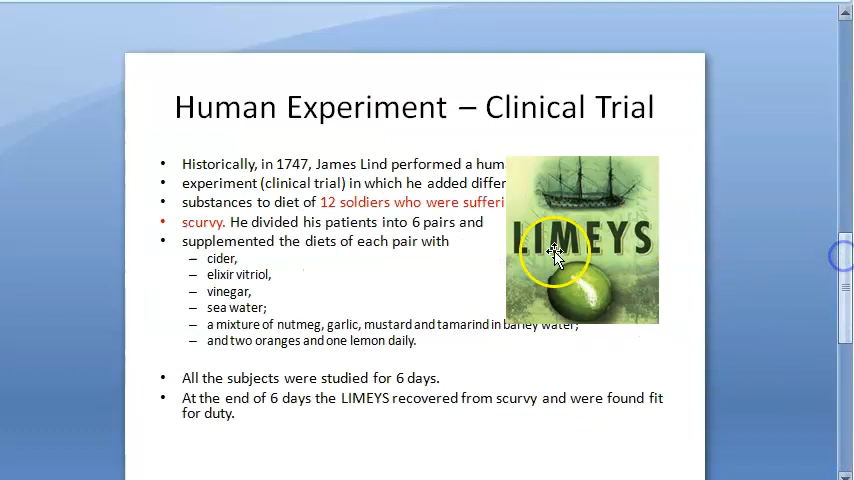 Human Experiment – Clinical Trial
• Historically, in 1747, James Lind performed a hum
• experiment (clinical trial) in which he added differ
• substances to diet of 12 soldiers who were sufferi
• scurvy. He divided his patients into 6 pairs and
• supplemented the diets of each pair with
– cider,
– elixir vitriol,
– vinegar,
– sea water;
– a mixture of nutmeg, garlic, mustard and tamarind in barley water;
– and two oranges and one lemon daily.
LIMEYS
• All the subjects were studied for 6 days.
• At the end of 6 days the LIMEYS recovered from scurvy and were found fit
for duty.